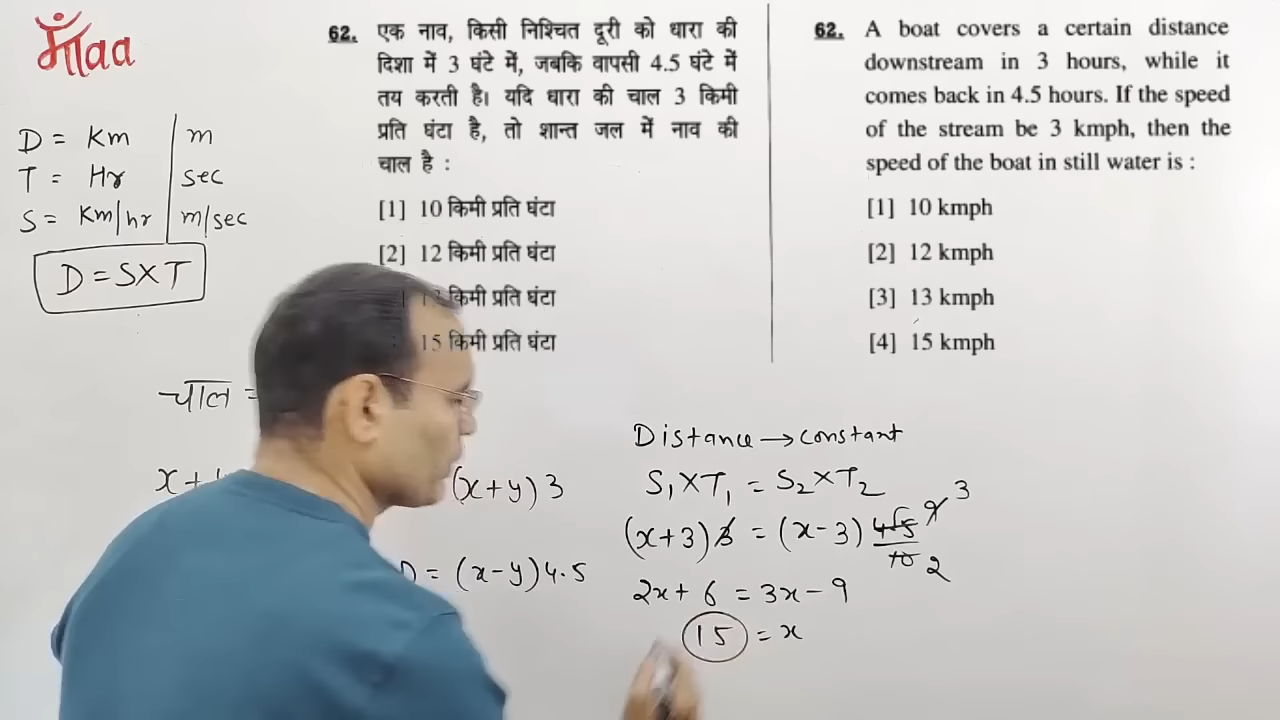 माँaa
D = Km | m
T = Hr | sec
S = Km/hr | m/sec
D = S×T
62. एक नाव, किसी निश्चित दूरी को धारा की
दिशा में 3 घंटे में, जबकि वापसी 4.5 घंटे में
तय करती है। यदि धारा की चाल 3 किमी
प्रति घंटा है, तो शान्त जल में नाव की
चाल है :
[1] 10 किमी प्रति घंटा
[2] 12 किमी प्रति घंटा
किमी प्रति घंटा
15 किमी प्रति घंटा
62. A boat covers a certain distance
downstream in 3 hours, while it
comes back in 4.5 hours. If the speed
of the stream be 3 kmph, then the
speed of the boat in still water is :
[1] 10 kmph
[2] 12 kmph
[3] 13 kmph
[4] 15 kmph
चाल =
x +
(x+y) 3
D = (x-y) 4.5
Distance → constant
S₁×T₁ = S₂×T₂
(x+3) 3 = (x-3) 45/10 9 3 2
2x + 6 = 3x - 9
15 = x